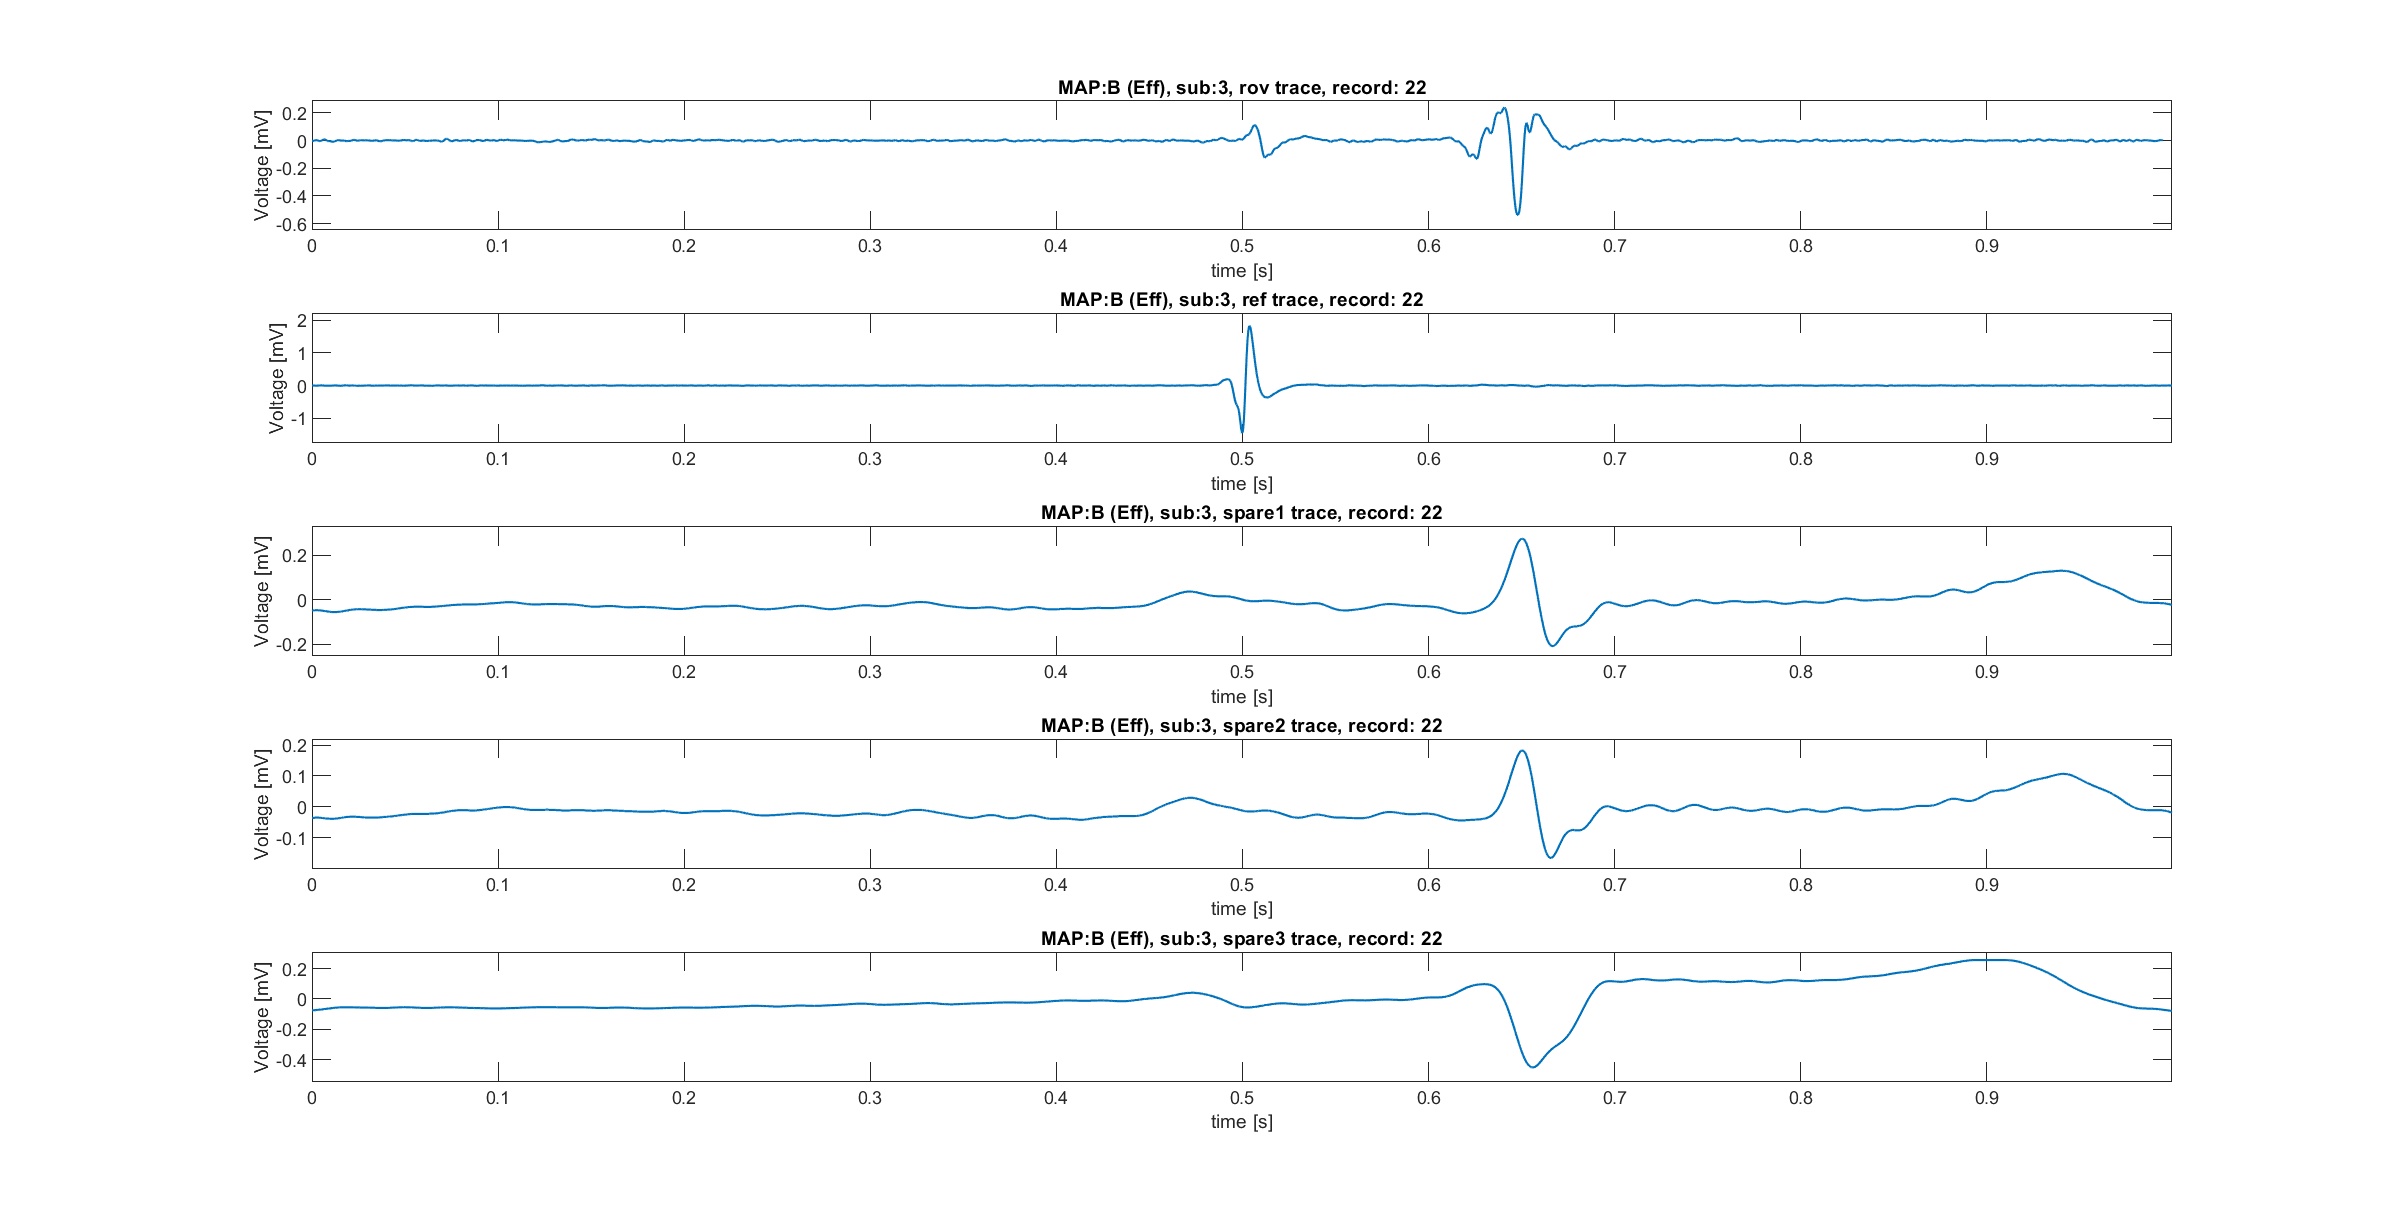 MAP:B (Eff), sub:3, rov trace, record: 22
Voltage [mV]
0.2
0
-0.2
-0.4
-0.6
0 0.1 0.2 0.3 0.4 0.5 0.6 0.7 0.8 0.9
time [s]
MAP:B (Eff), sub:3, ref trace, record: 22
Voltage [mV]
2
1
0
-1
0 0.1 0.2 0.3 0.4 0.5 0.6 0.7 0.8 0.9
time [s]
MAP:B (Eff), sub:3, spare1 trace, record: 22
Voltage [mV]
0.2
0
-0.2
0 0.1 0.2 0.3 0.4 0.5 0.6 0.7 0.8 0.9
time [s]
MAP:B (Eff), sub:3, spare2 trace, record: 22
Voltage [mV]
0.2
0.1
0
-0.1
0 0.1 0.2 0.3 0.4 0.5 0.6 0.7 0.8 0.9
time [s]
MAP:B (Eff), sub:3, spare3 trace, record: 22
Voltage [mV]
0.2
0
-0.2
-0.4
0 0.1 0.2 0.3 0.4 0.5 0.6 0.7 0.8 0.9
time [s]